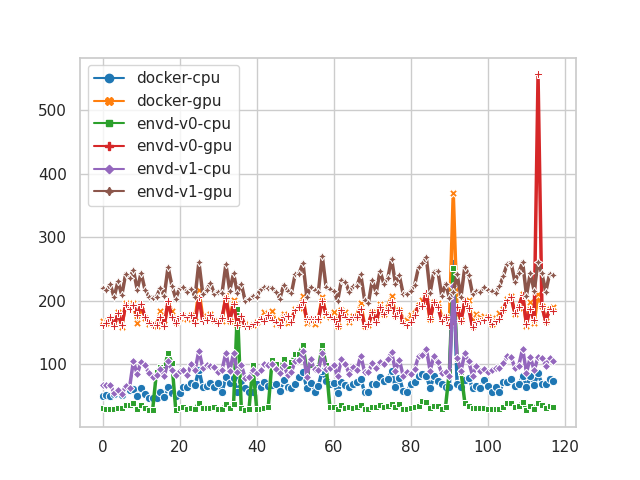 docker-cpu
docker-gpu
envd-v0-cpu
envd-v0-gpu
envd-v1-cpu
envd-v1-gpu
500
400
300
200
100
0 20 40 60 80 100 120